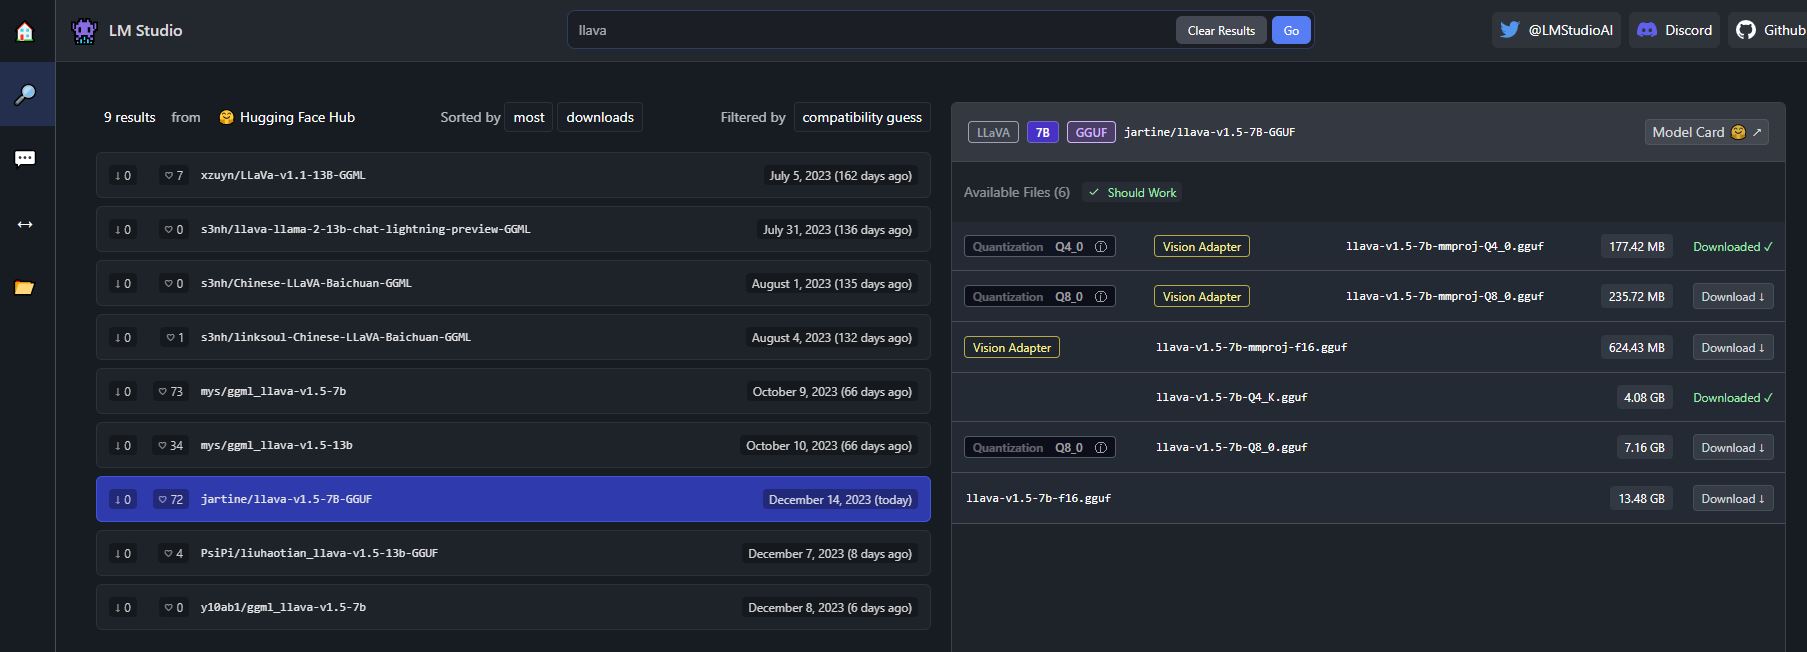 LM Studio
llava
Clear Results Go
@LMStudioAI Discord Github
9 results from Hugging Face Hub Sorted by most downloads Filtered by compatibility guess
↓ 0 ♡ 7 xzuyn/LLaVa-v1.1-13B-GGML July 5, 2023 (162 days ago)
↓ 0 ♡ 0 s3nh/llava-llama-2-13b-chat-lightning-preview-GGML July 31, 2023 (136 days ago)
↓ 0 ♡ 0 s3nh/Chinese-LLaVA-Baichuan-GGML August 1, 2023 (135 days ago)
↓ 0 ♡ 1 s3nh/linksoul-Chinese-LLaVA-Baichuan-GGML August 4, 2023 (132 days ago)
↓ 0 ♡ 73 mys/ggml_llava-v1.5-7b October 9, 2023 (66 days ago)
↓ 0 ♡ 34 mys/ggml_llava-v1.5-13b October 10, 2023 (66 days ago)
↓ 0 ♡ 72 jartine/llava-v1.5-7B-GGUF December 14, 2023 (today)
↓ 0 ♡ 4 PsiPi/liuhaotian_llava-v1.5-13b-GGUF December 7, 2023 (8 days ago)
↓ 0 ♡ 0 y10ab1/ggml_llava-v1.5-7b December 8, 2023 (6 days ago)
LLaVA 7B GGUF jartine/llava-v1.5-7B-GGUF Model Card ↗
Available Files (6) ✓ Should Work
Quantization Q4_0 ⓘ Vision Adapter llava-v1.5-7b-mmproj-Q4_0.gguf 177.42 MB Downloaded ✓
Quantization Q8_0 ⓘ Vision Adapter llava-v1.5-7b-mmproj-Q8_0.gguf 235.72 MB Download ↓
Vision Adapter llava-v1.5-7b-mmproj-f16.gguf 624.43 MB Download ↓
llava-v1.5-7b-Q4_K.gguf 4.08 GB Downloaded ✓
Quantization Q8_0 ⓘ llava-v1.5-7b-Q8_0.gguf 7.16 GB Download ↓
llava-v1.5-7b-f16.gguf 13.48 GB Download ↓